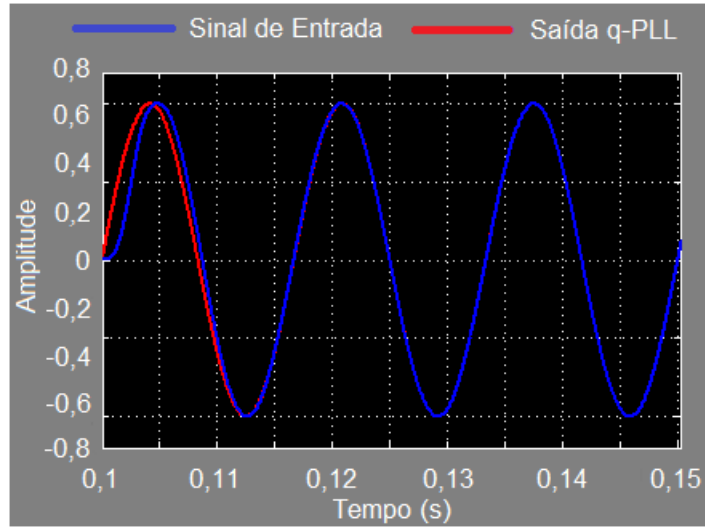 Sinal de Entrada Saída q-PLL
0,8
0,6
0,4
0,2
0
-0,2
-0,4
-0,6
-0,8
Amplitude
0,1 0,11 0,12 0,13 0,14 0,15
Tempo (s)